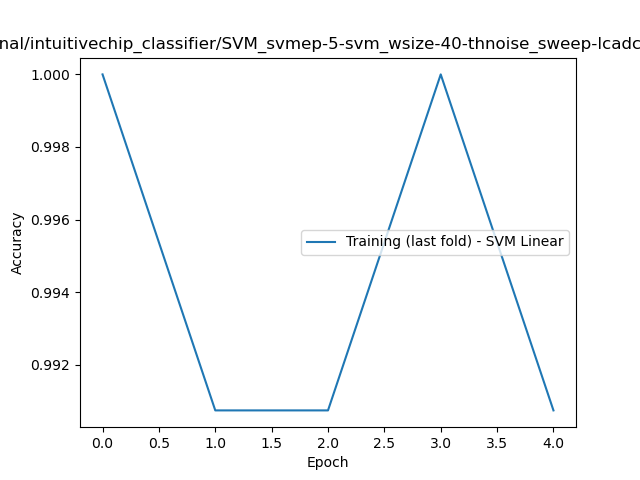 nal/intuitivechip_classifier/SVM_svmep-5-svm_wsize-40-thnoise_sweep-lcadc
1.000
0.998
0.996
0.994
0.992
Accuracy
Training (last fold) - SVM Linear
0.0 0.5 1.0 1.5 2.0 2.5 3.0 3.5 4.0
Epoch